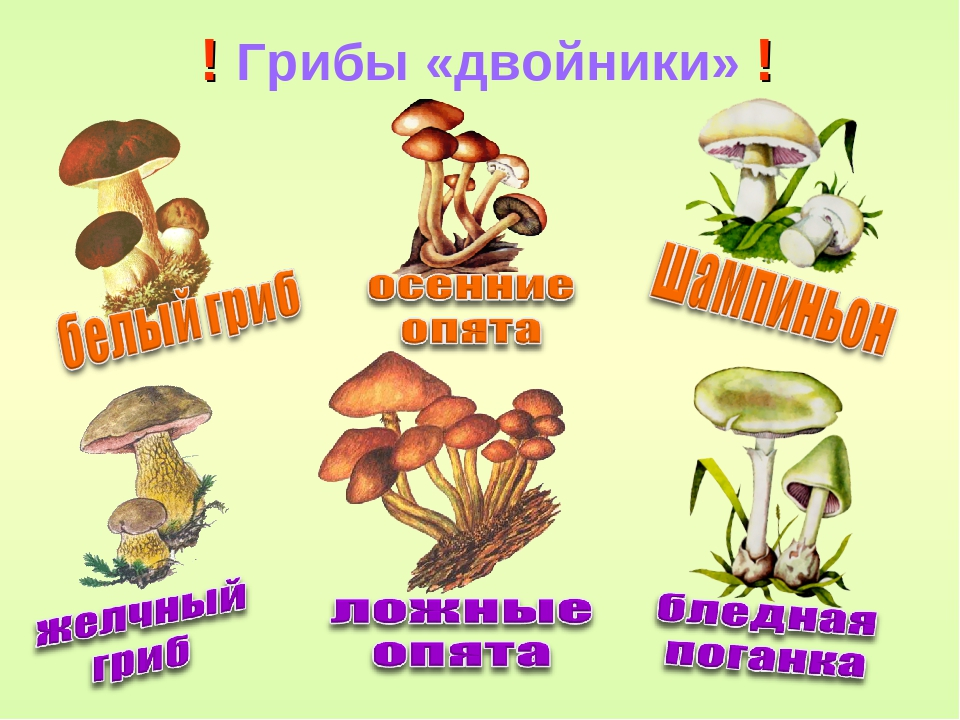 ! Грибы «двойники» !
белый гриб
осенние
опята
шампиньон
желчный
гриб
ложные
опята
бледная
поганка